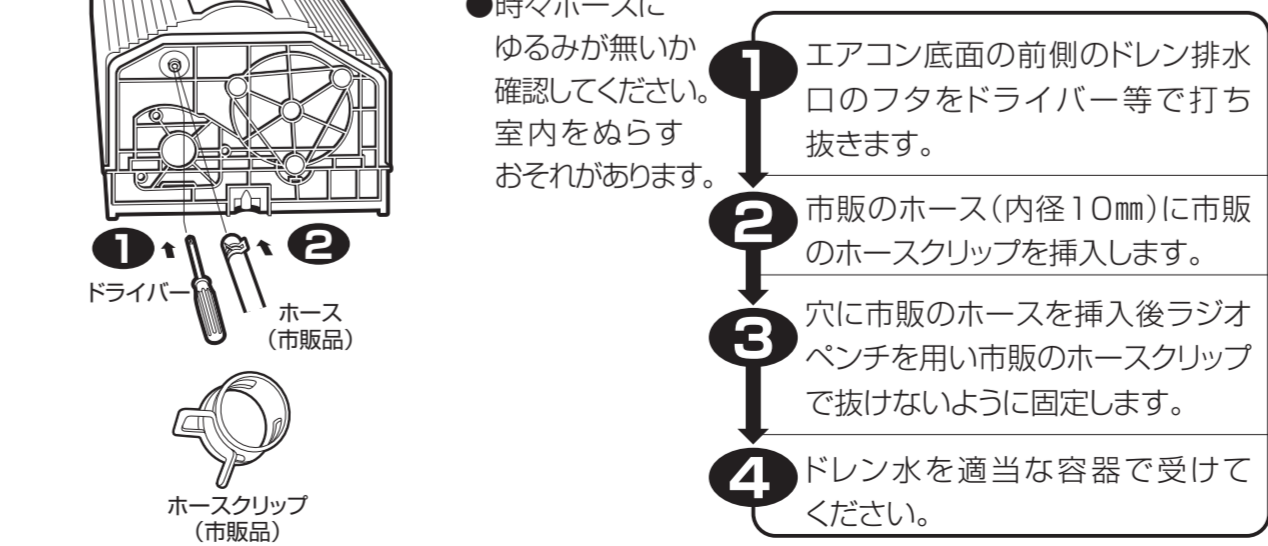 ●時々ホースに
ゆるみが無いか
確認してください。
室内をぬらす
おそれがあります。
1
2
ドライバー
ホース
（市販品）
ホースクリップ
（市販品）
1
エアコン底面の前側のドレン排水
口のフタをドライバー等で打ち
抜きます。
2
市販のホース（内径10㎜）に市販
のホースクリップを挿入します。
3
穴に市販のホースを挿入後ラジオ
ペンチを用い市販のホースクリップ
で抜けないように固定します。
4
ドレン水を適当な容器で受けて
ください。